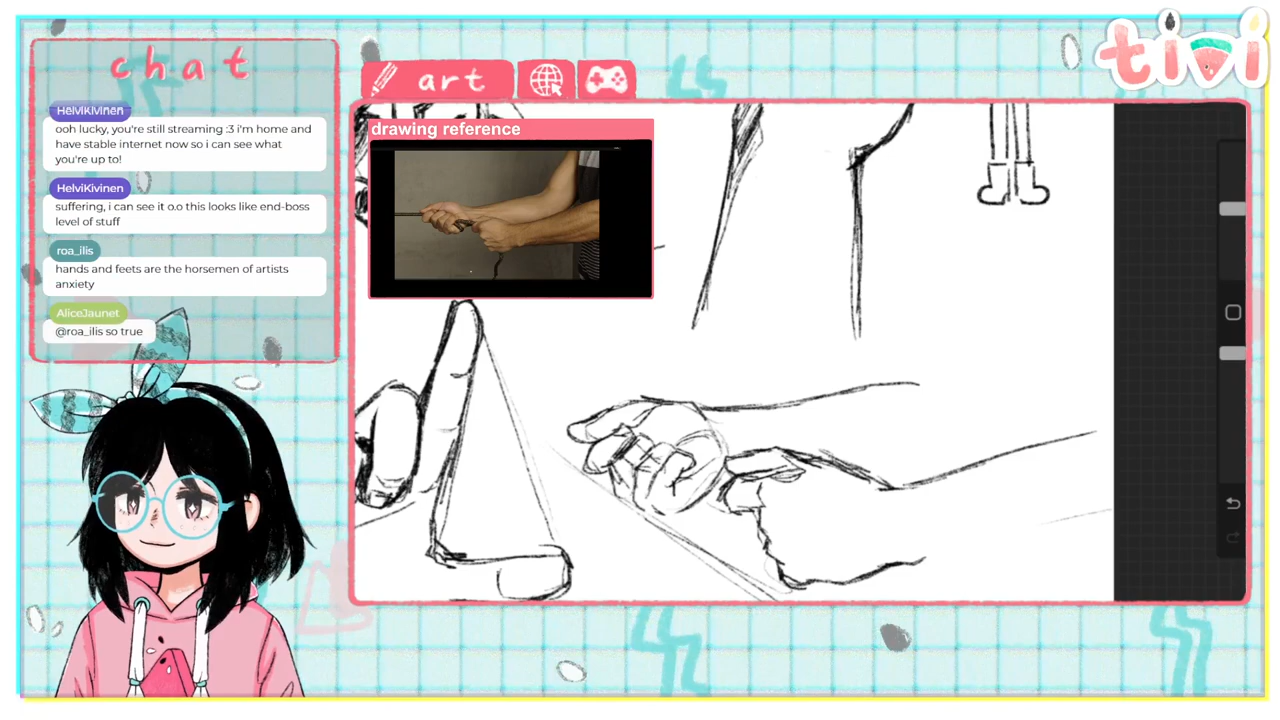 chat
HelviKivinen
ooh lucky, you're still streaming :3 i'm home and
have stable internet now so i can see what
you're up to!
HelviKivinen
suffering, i can see it o.o this looks like end-boss
level of stuff
roa_ilis
hands and feets are the horsemen of artists
anxiety
AliceJaunet
@roa_ilis so true
art
drawing reference
tivi